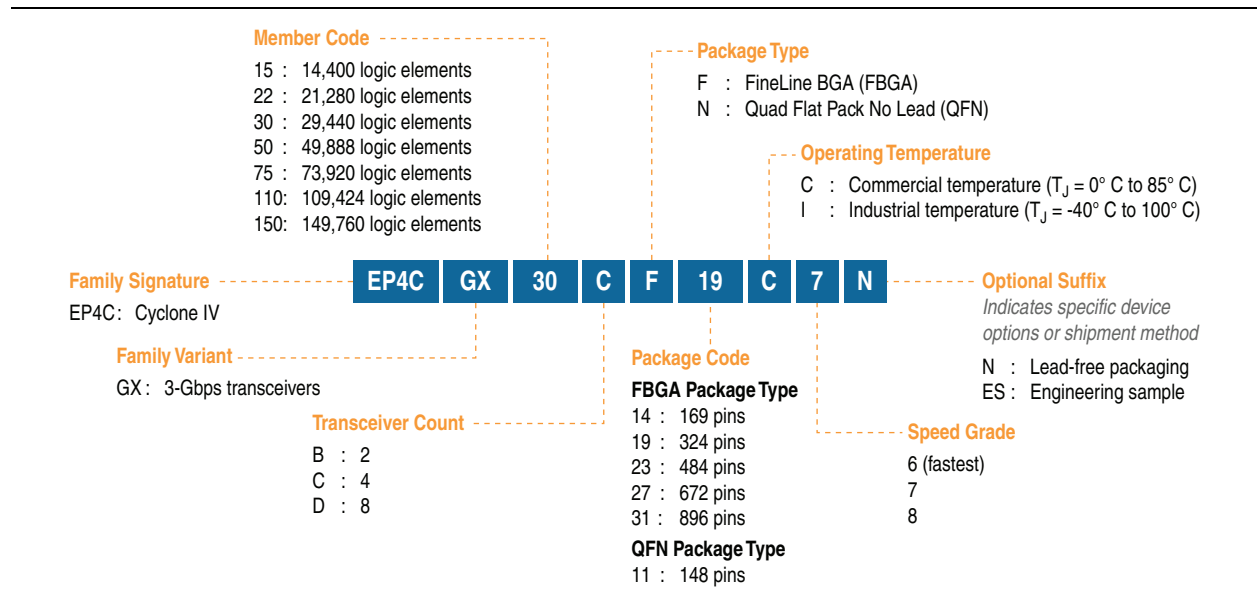 Member Code
15 : 14,400 logic elements
22 : 21,280 logic elements
30 : 29,440 logic elements
50 : 49,888 logic elements
75 : 73,920 logic elements
110: 109,424 logic elements
150: 149,760 logic elements
Package Type
F : FineLine BGA (FBGA)
N : Quad Flat Pack No Lead (QFN)
Operating Temperature
C : Commercial temperature (TJ = 0° C to 85° C)
I : Industrial temperature (TJ = -40° C to 100° C)
Family Signature
EP4C : Cyclone IV
EP4C GX 30 C F 19 C 7 N
Optional Suffix
Indicates specific device
options or shipment method
N : Lead-free packaging
ES : Engineering sample
Family Variant
GX : 3-Gbps transceivers
Transceiver Count
B : 2
C : 4
D : 8
Package Code
FBGA Package Type
14 : 169 pins
19 : 324 pins
23 : 484 pins
27 : 672 pins
31 : 896 pins
QFN Package Type
11 : 148 pins
Speed Grade
6 (fastest)
7
8